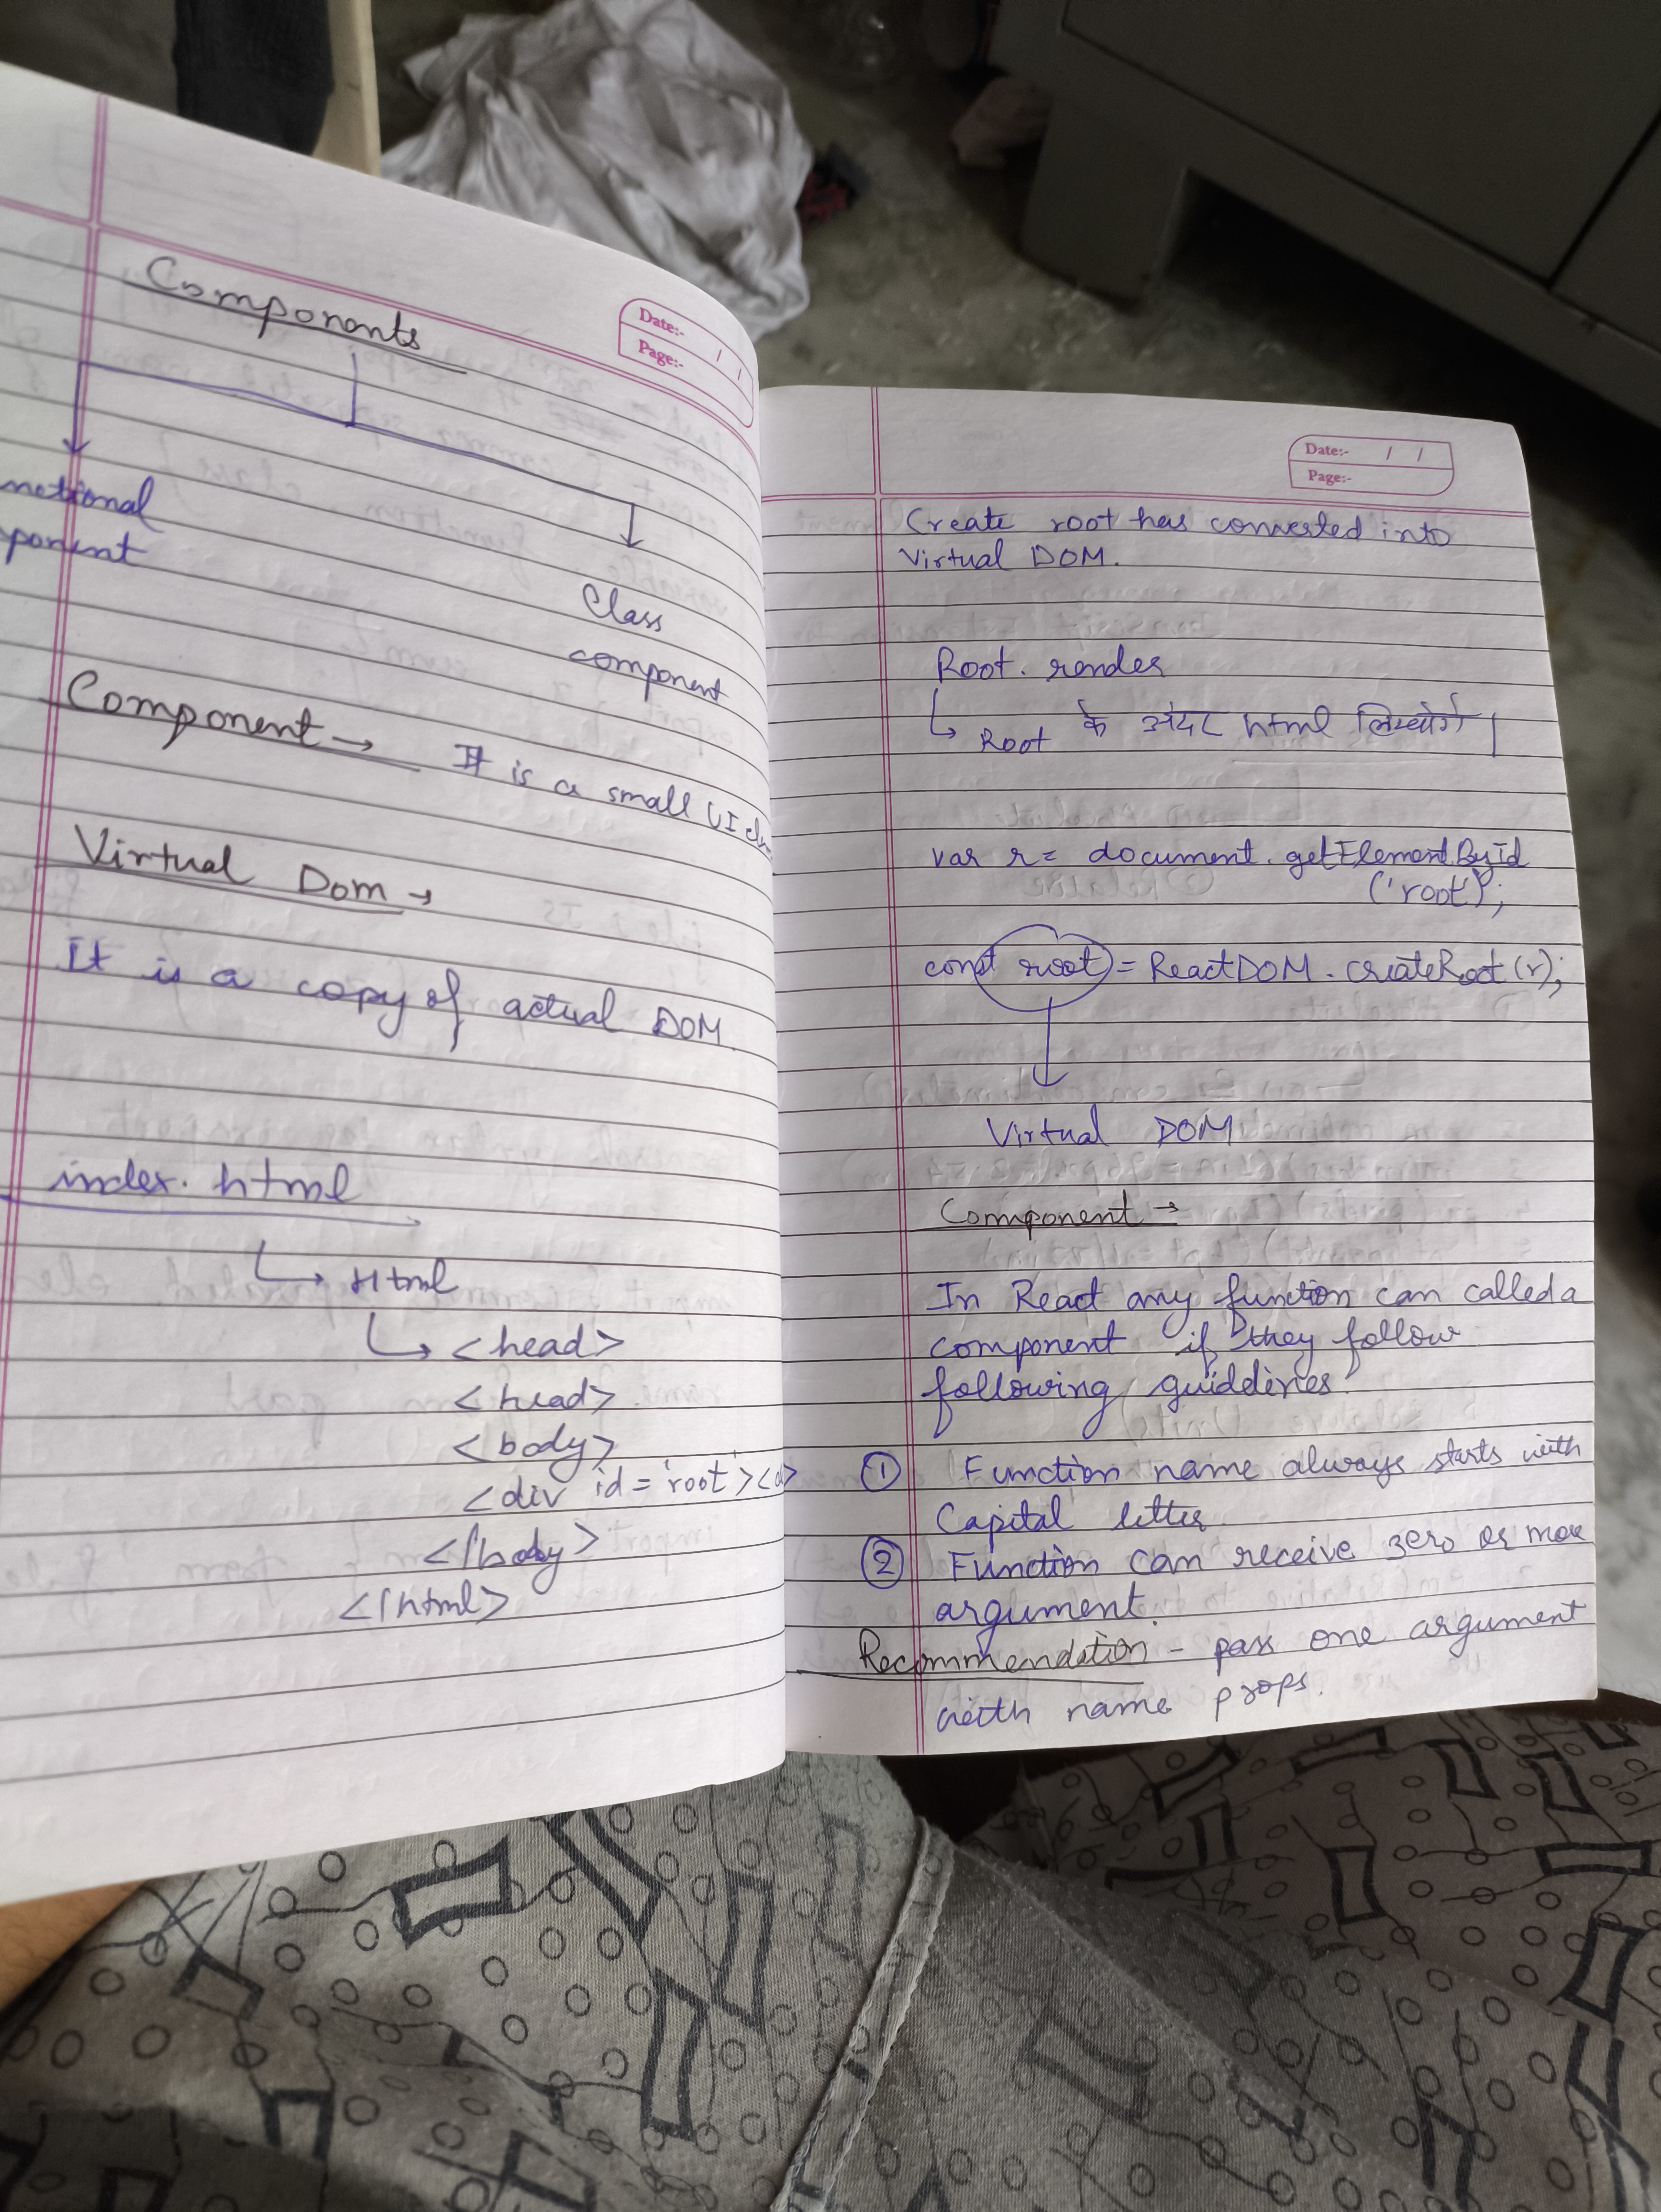 Components
Date:-
Page:-
nctional
ponent
Class
component
Component → It is a small UI
Virtual Dom →
It is a copy of actual DOM
index. html
Html
<head>
<head>
<body>
<div id = 'root'><d>
</body>
</html>
Date:- / /
Page:-
Create root has converted into
Virtual DOM.
Root. render
Root के अंदर html लिखोगे |
var r = document. getElementById
('root');
const root = ReactDOM. createRoot (r);
Virtual DOM
Component →
In React any function can called a
component if they follow
following guidelines
① Function name always starts with
Capital letter
② Function can receive zero or more
argument.
Recommendation - pass one argument
with name props.